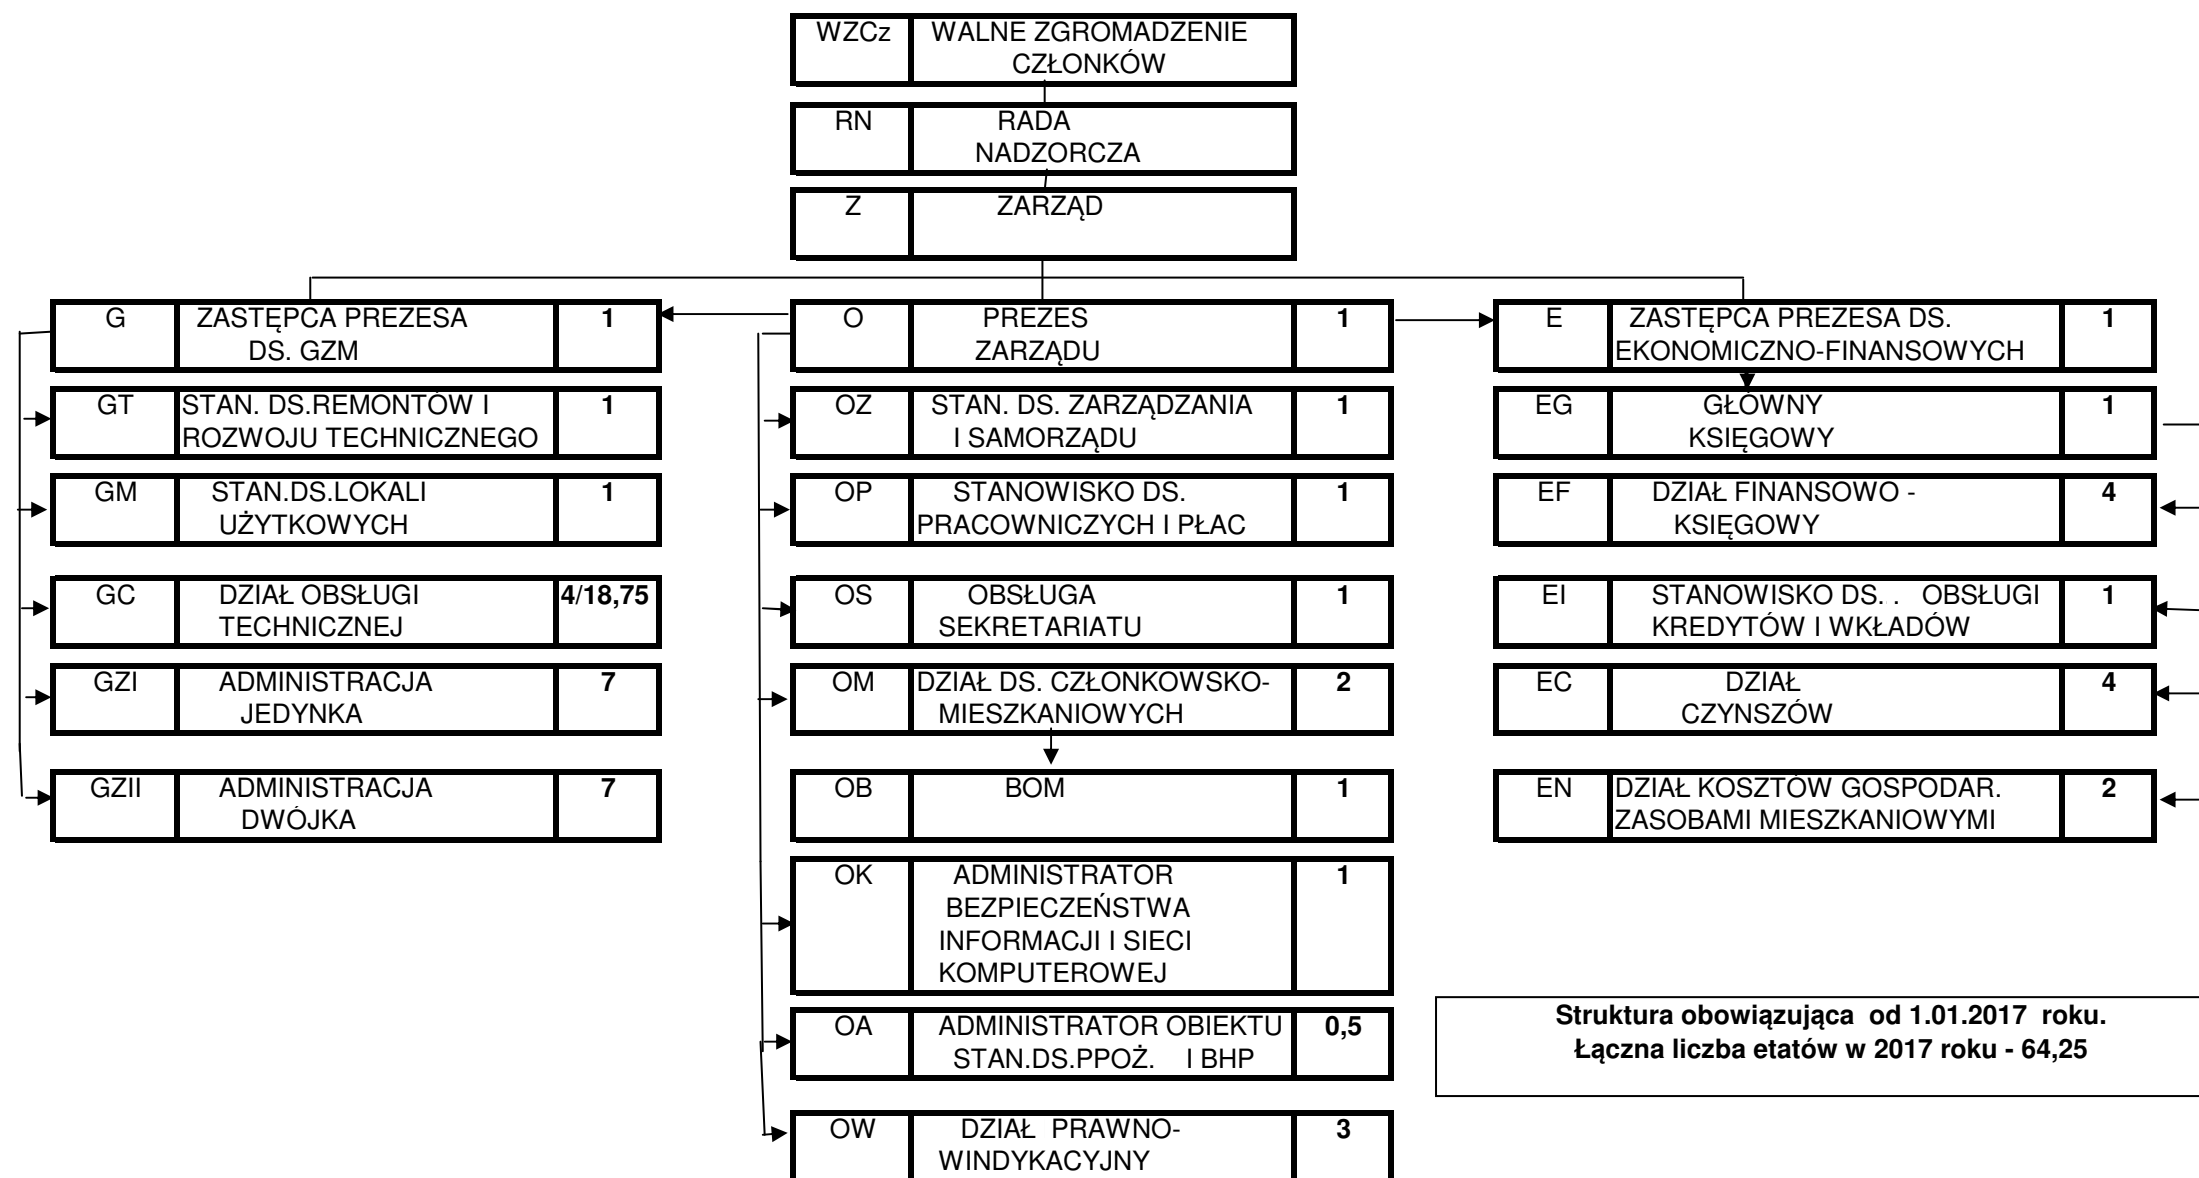 WZCz WALNE ZGROMADZENIE
CZŁONKÓW
RN RADA
NADZORCZA
Z ZARZĄD
G ZASTĘPCA PREZESA 1
DS. GZM
GT STAN. DS.REMONTÓW I 1
ROZWOJU TECHNICZNEGO
GM STAN.DS.LOKALI 1
UŻYTKOWYCH
GC DZIAŁ OBSŁUGI 4/18,75
TECHNICZNEJ
GZI ADMINISTRACJA 7
JEDYNKA
GZII ADMINISTRACJA 7
DWÓJKA
O PREZES 1
ZARZĄDU
OZ STAN. DS. ZARZĄDZANIA 1
I SAMORZĄDU
OP STANOWISKO DS. 1
PRACOWNICZYCH I PŁAC
OS OBSŁUGA 1
SEKRETARIATU
OM DZIAŁ DS. CZŁONKOWSKO- 2
MIESZKANIOWYCH
OB BOM 1
OK ADMINISTRATOR 1
BEZPIECZEŃSTWA
INFORMACJI I SIECI
KOMPUTEROWEJ
OA ADMINISTRATOR OBIEKTU 0,5
STAN.DS.PPOŻ. I BHP
OW DZIAŁ PRAWNO- 3
WINDYKACYJNY
E ZASTĘPCA PREZESA DS. 1
EKONOMICZNO-FINANSOWYCH
EG GŁÓWNY 1
KSIĘGOWY
EF DZIAŁ FINANSOWO - 4
KSIĘGOWY
EI STANOWISKO DS. . OBSŁUGI 1
KREDYTÓW I WKŁADÓW
EC DZIAŁ 4
CZYNSZÓW
EN DZIAŁ KOSZTÓW GOSPODAR. 2
ZASOBAMI MIESZKANIOWYMI
Struktura obowiązująca od 1.01.2017 roku.
Łączna liczba etatów w 2017 roku - 64,25